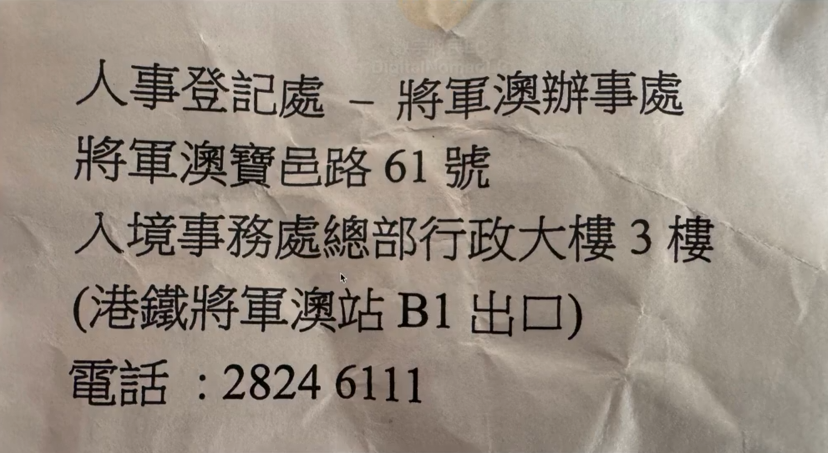 人事登記處 – 將軍澳辦事處
將軍澳寶邑路 61 號
入境事務處總部行政大樓 3 樓
(港鐵將軍澳站 B1 出口)
電話 : 2824 6111